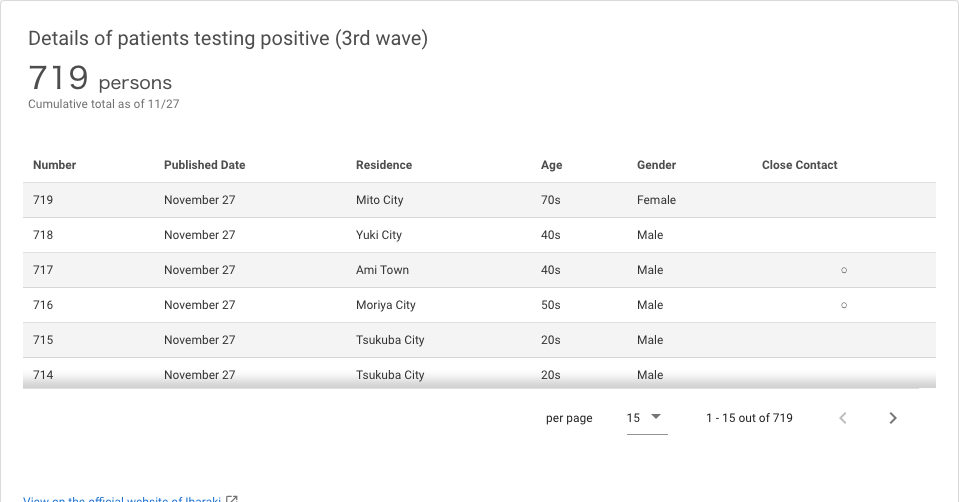 Details of patients testing positive (3rd wave)
719 persons
Cumulative total as of 11/27
Number Published Date Residence Age Gender Close Contact
719 November 27 Mito City 70s Female
718 November 27 Yuki City 40s Male
717 November 27 Ami Town 40s Male ○
716 November 27 Moriya City 50s Male ○
715 November 27 Tsukuba City 20s Male
714 November 27 Tsukuba City 20s Male
per page 15 1 - 15 out of 719
View on the official website of Ibaraki